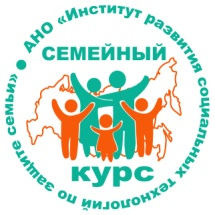 АНО «Институт развития социальных технологий по защите семьи» •
СЕМЕЙНЫЙ
КУРС